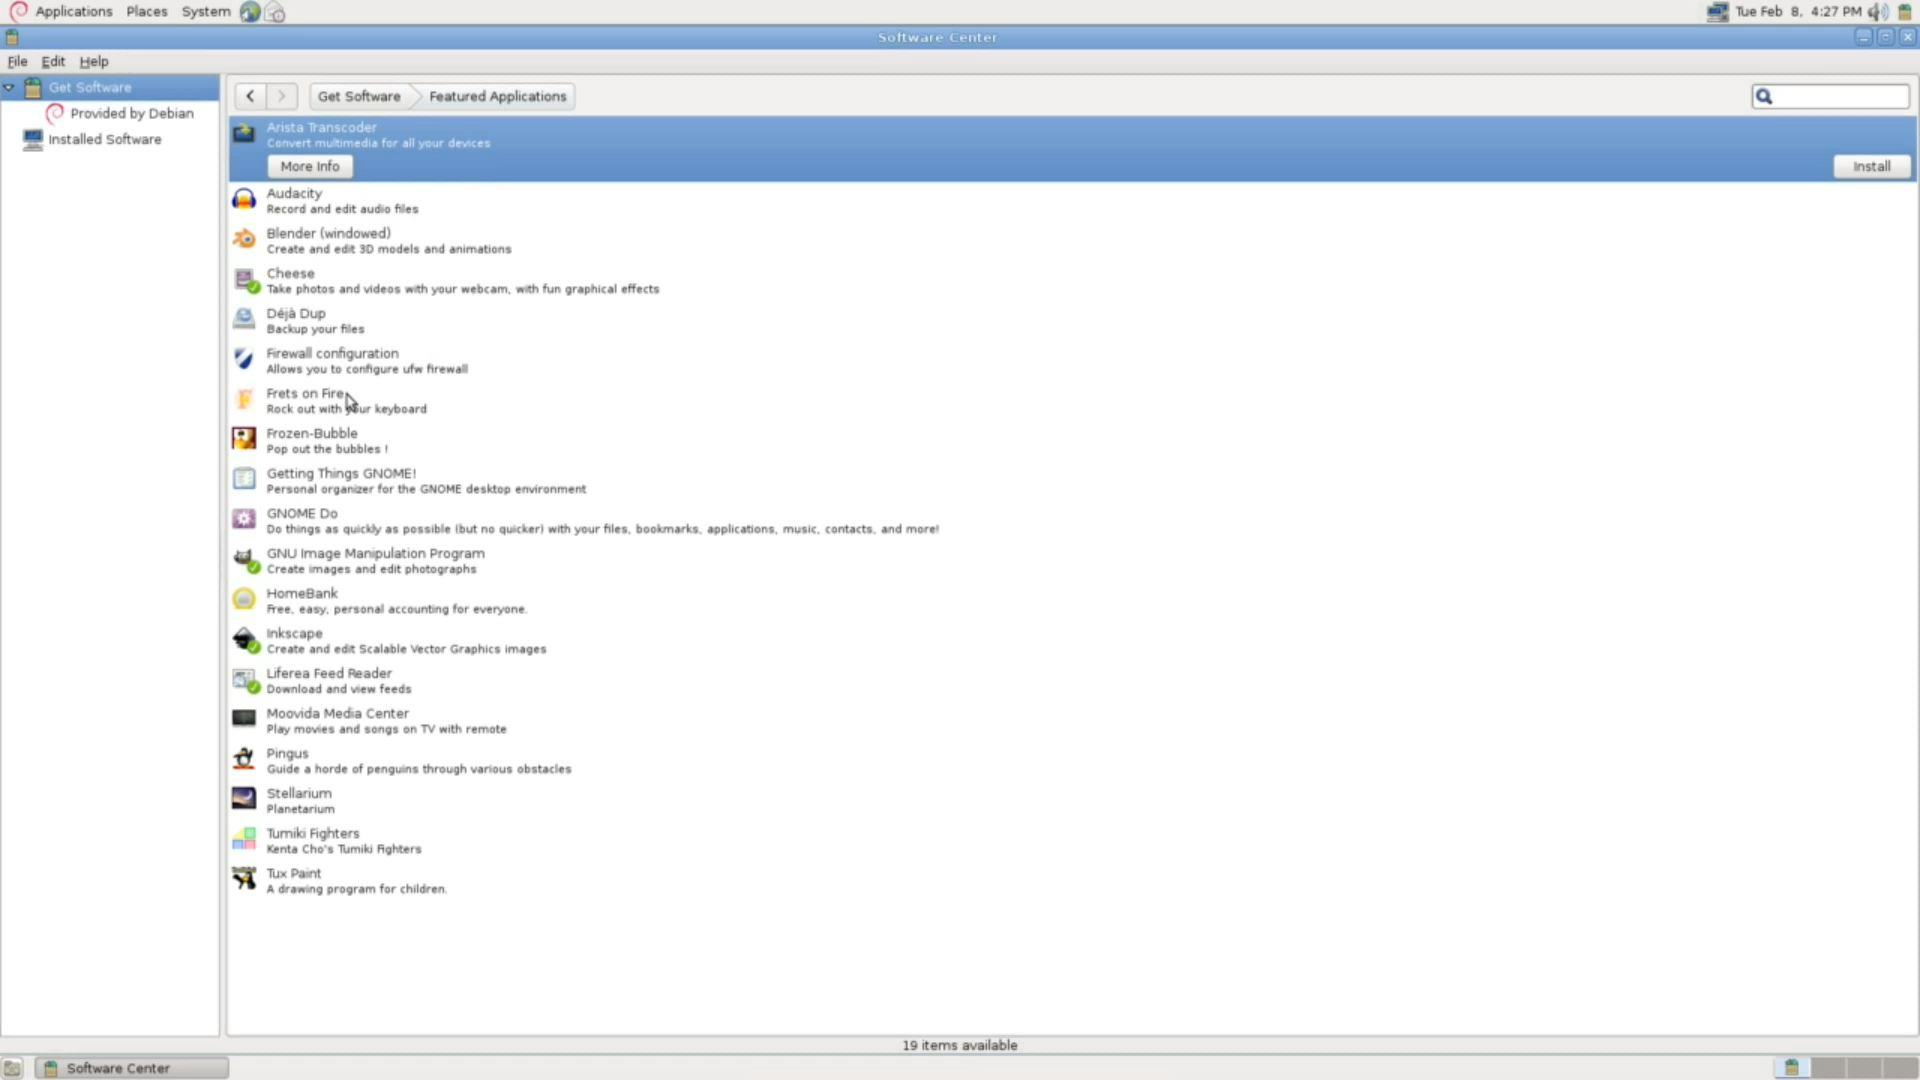 Applications Places System Tue Feb 8, 4:27 PM
Software Center
File Edit Help
Get Software
Provided by Debian
Installed Software
Get Software Featured Applications
Arista Transcoder
Convert multimedia for all your devices
More Info Install
Audacity
Record and edit audio files
Blender (windowed)
Create and edit 3D models and animations
Cheese
Take photos and videos with your webcam, with fun graphical effects
Déjà Dup
Backup your files
Firewall configuration
Allows you to configure ufw firewall
Frets on Fire
Rock out with your keyboard
Frozen-Bubble
Pop out the bubbles !
Getting Things GNOME!
Personal organizer for the GNOME desktop environment
GNOME Do
Do things as quickly as possible (but no quicker) with your files, bookmarks, applications, music, contacts, and more!
GNU Image Manipulation Program
Create images and edit photographs
HomeBank
Free, easy, personal accounting for everyone.
Inkscape
Create and edit Scalable Vector Graphics images
Liferea Feed Reader
Download and view feeds
Moovida Media Center
Play movies and songs on TV with remote
Pingus
Guide a horde of penguins through various obstacles
Stellarium
Planetarium
Tumiki Fighters
Kenta Cho's Tumiki Fighters
Tux Paint
A drawing program for children.
19 items available
Software Center